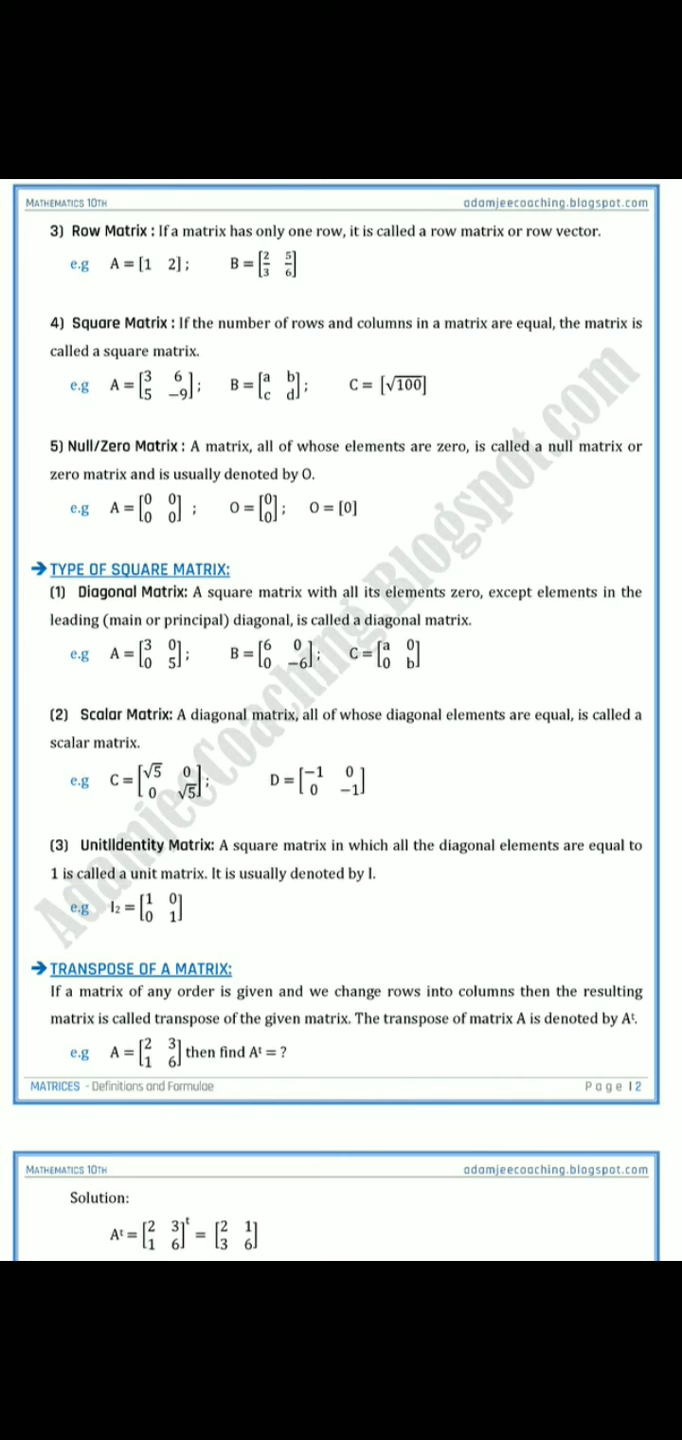 MATHEMATICS 10TH adamjeecoaching.blogspot.com
3) Row Matrix : If a matrix has only one row, it is called a row matrix or row vector.
e.g A = [1 2] ; B = [2/3 5/6]
4) Square Matrix : If the number of rows and columns in a matrix are equal, the matrix is
called a square matrix.
e.g A = [3 6; 5 −9] ; B = [a b; c d] ; C = [√100]
5) Null/Zero Matrix : A matrix, all of whose elements are zero, is called a null matrix or
zero matrix and is usually denoted by O.
e.g A = [0 0; 0 0] ; O = [0; 0] ; O = [0]
➔ TYPE OF SQUARE MATRIX:
(1) Diagonal Matrix: A square matrix with all its elements zero, except elements in the
leading (main or principal) diagonal, is called a diagonal matrix.
e.g A = [3 0; 0 5] ; B = [6 0; 0 −6] ; C = [a 0; 0 b]
(2) Scalar Matrix: A diagonal matrix, all of whose diagonal elements are equal, is called a
scalar matrix.
e.g C = [√5 0; 0 √5] ; D = [−1 0; 0 −1]
(3) UnitlIdentity Matrix: A square matrix in which all the diagonal elements are equal to
1 is called a unit matrix. It is usually denoted by I.
e.g I₂ = [1 0; 0 1]
➔ TRANSPOSE OF A MATRIX:
If a matrix of any order is given and we change rows into columns then the resulting
matrix is called transpose of the given matrix. The transpose of matrix A is denoted by Aᵗ.
e.g A = [2 3; 1 6] then find Aᵗ = ?
MATRICES - Definitions and Formulae Page | 2
AdamjeeCoaching.Blogspot.com
MATHEMATICS 10TH adamjeecoaching.blogspot.com
Solution:
Aᵗ = [2 3; 1 6]ᵗ = [2 1; 3 6]